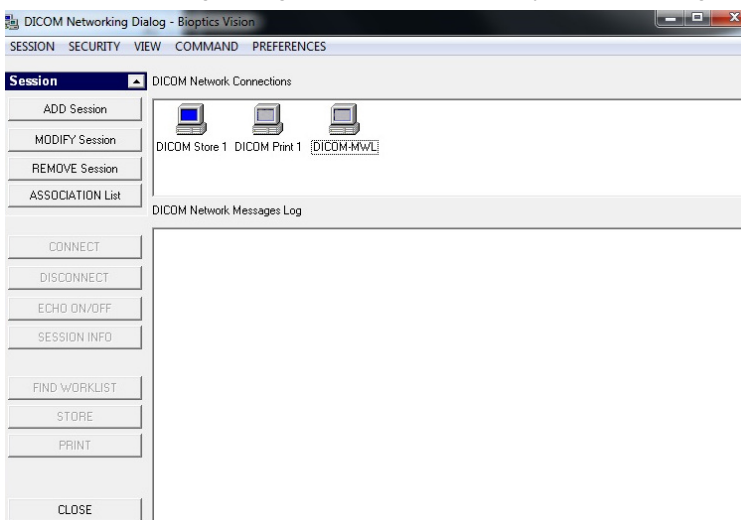 DICOM Networking Dialog - Bioptics Vision
SESSION SECURITY VIEW COMMAND PREFERENCES
Session
DICOM Network Connections
ADD Session
MODIFY Session
REMOVE Session
ASSOCIATION List
DICOM Store 1 DICOM Print 1 DICOM-MWL
DICOM Network Messages Log
CONNECT
DISCONNECT
ECHO ON/OFF
SESSION INFO
FIND WORKLIST
STORE
PRINT
CLOSE